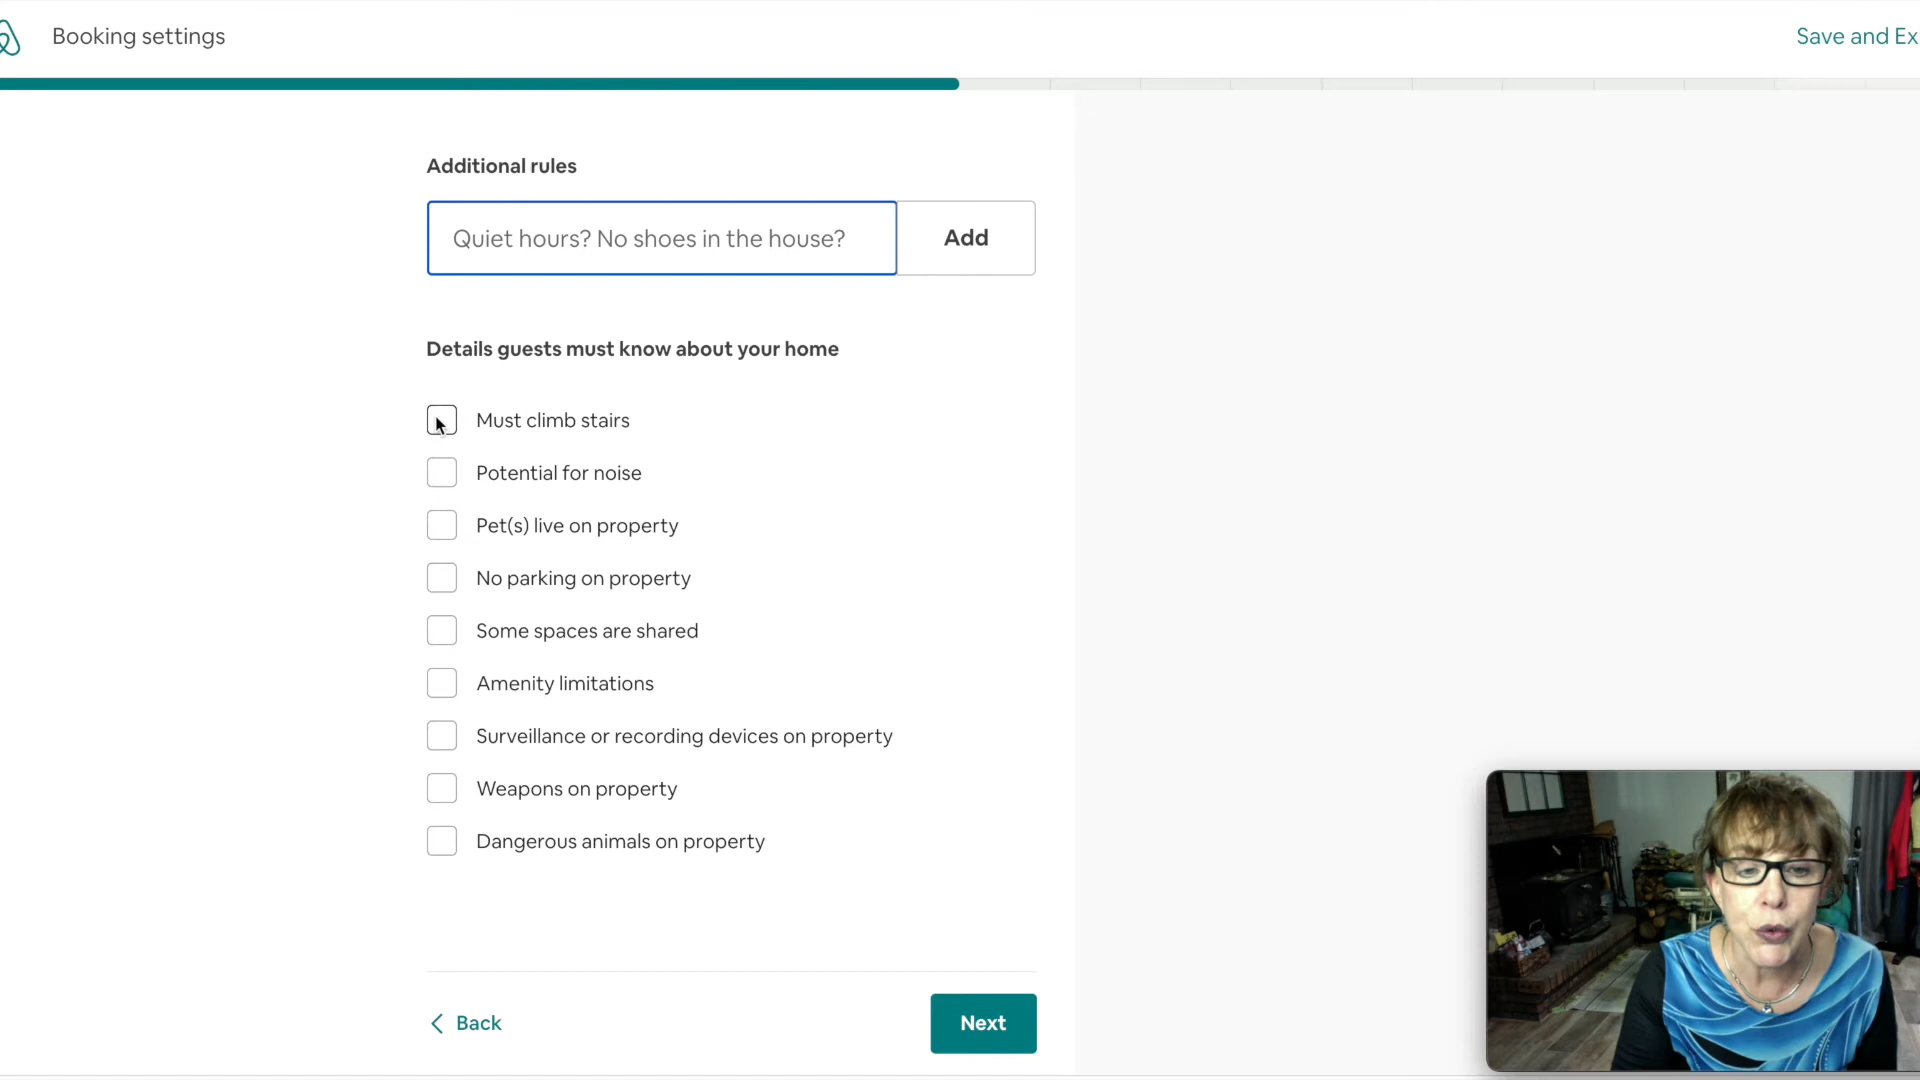 Booking settings
Save and Ex
Additional rules
Quiet hours? No shoes in the house?
Add
Details guests must know about your home
Must climb stairs
Potential for noise
Pet(s) live on property
No parking on property
Some spaces are shared
Amenity limitations
Surveillance or recording devices on property
Weapons on property
Dangerous animals on property
Back
Next